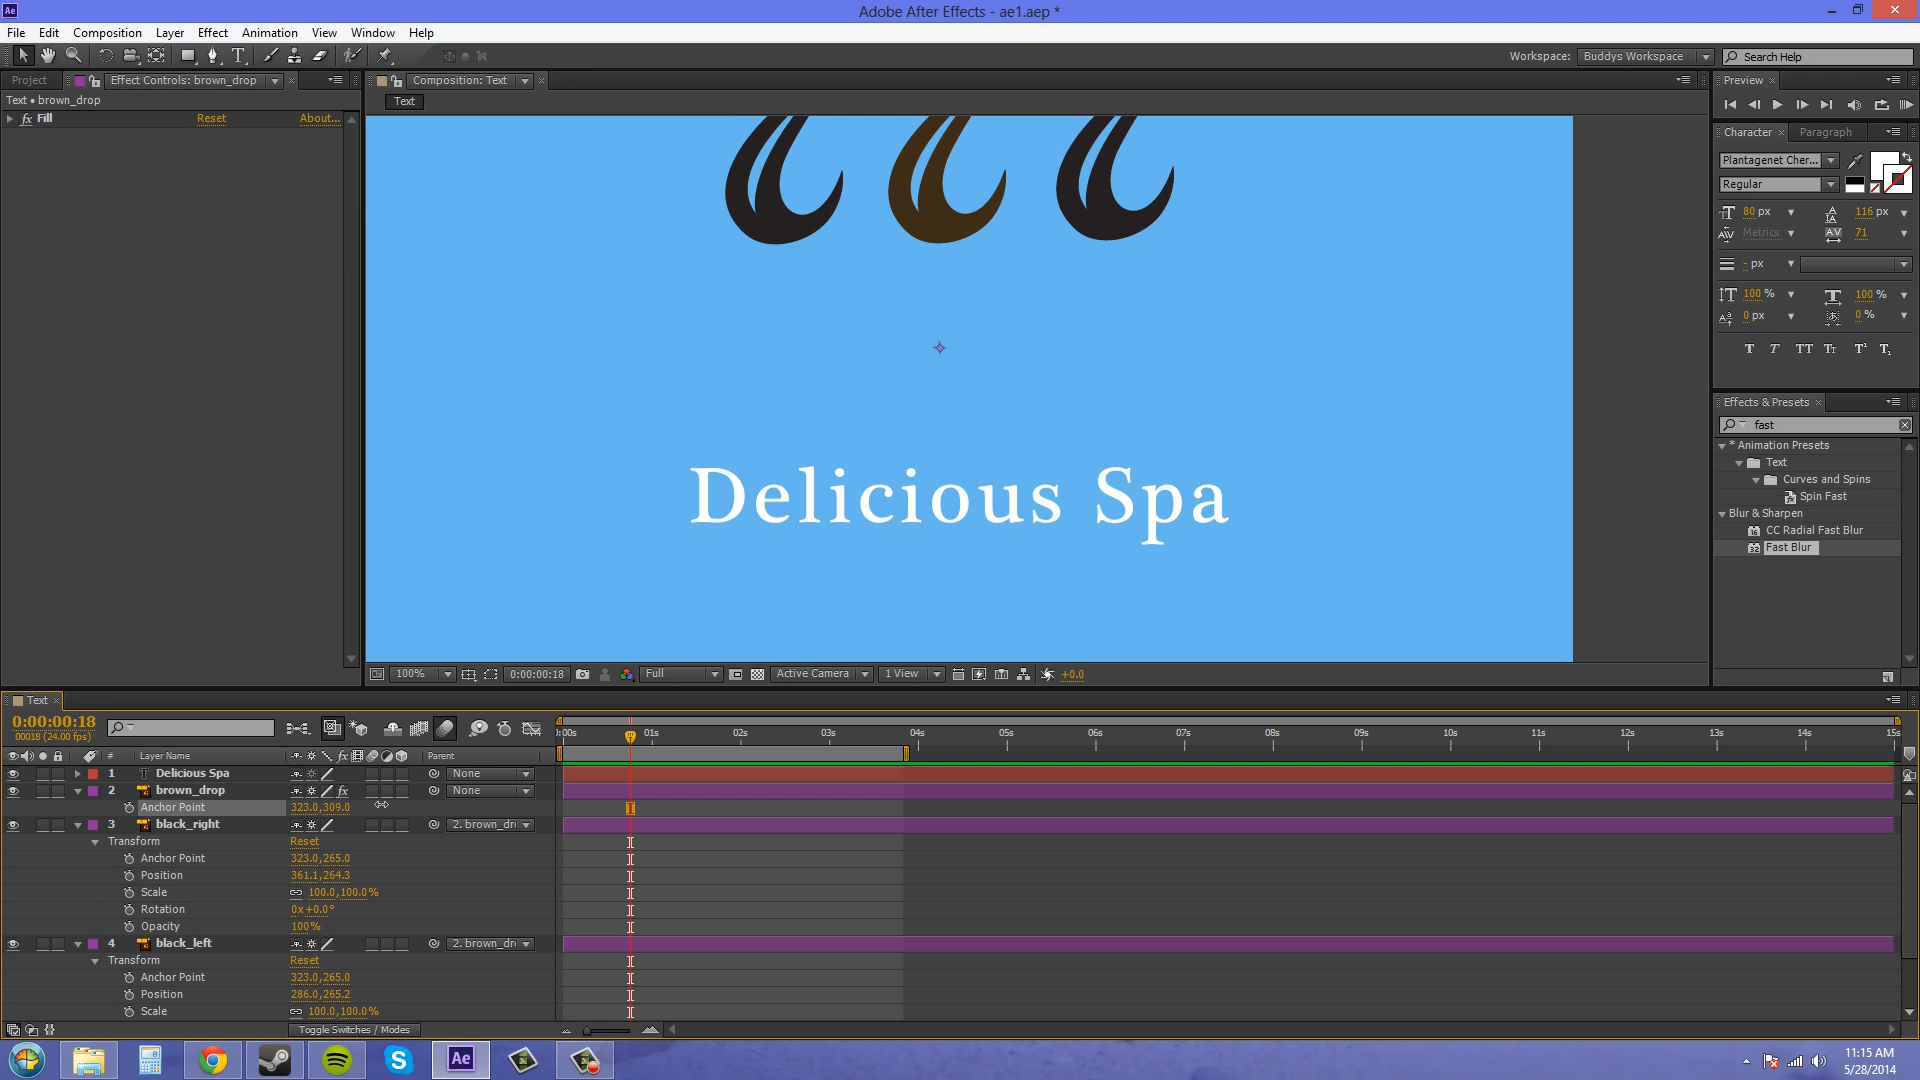 Ae
Adobe After Effects - ae1.aep *
File Edit Composition Layer Effect Animation View Window Help
Workspace: Buddys Workspace Search Help
Project Effect Controls: brown_drop Composition: Text Preview
Text • brown_drop Text
fx Fill Reset About...
Character Paragraph
Plantagenet Cher...
Regular
80 px 116 px
Metrics 71
- px
100 % 100 %
0 px 0 %
T T TT Tt T¹ T₁
Effects & Presets
fast
* Animation Presets
Text
Curves and Spins
Spin Fast
Blur & Sharpen
CC Radial Fast Blur
Fast Blur
Delicious Spa
100% 0:00:00:18 Full Active Camera 1 View +0.0
Text
0:00:00:18
00018 (24.00 fps)
:00s 01s 02s 03s 04s 05s 06s 07s 08s 09s 10s 11s 12s 13s 14s 15s
# Layer Name fx Parent
1 T Delicious Spa None
2 brown_drop fx None
Anchor Point 323.0,309.0
3 black_right 2. brown_dr
Transform Reset
Anchor Point 323.0,265.0
Position 361.1,264.3
Scale 100.0,100.0%
Rotation 0x+0.0°
Opacity 100%
4 black_left 2. brown_dr
Transform Reset
Anchor Point 323.0,265.0
Position 286.0,265.2
Scale 100.0,100.0%
Toggle Switches / Modes
Ae
11:15 AM
5/28/2014